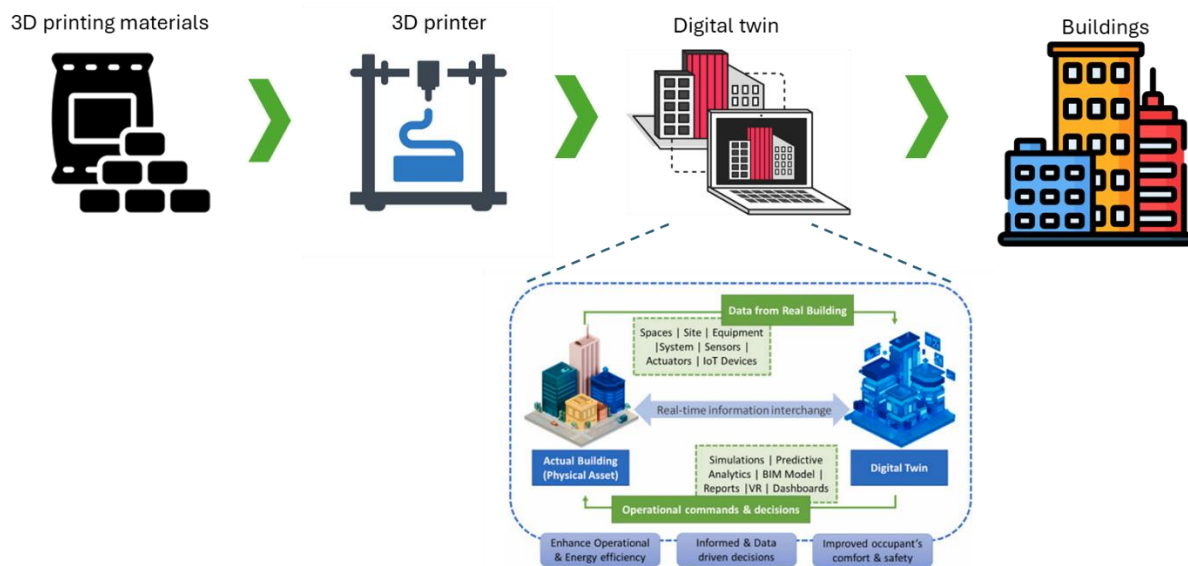 3D printing materials
3D printer
Digital twin
Buildings
Data from Real Building
Spaces | Site | Equipment
|System | Sensors |
Actuators | IoT Devices
Real-time information interchange
Actual Building
(Physical Asset)
Simulations | Predictive
Analytics | BIM Model |
Reports |VR | Dashboards
Digital Twin
Operational commands & decisions
Enhance Operational
& Energy efficiency
Informed & Data
driven decisions
Improved occupant's
comfort & safety